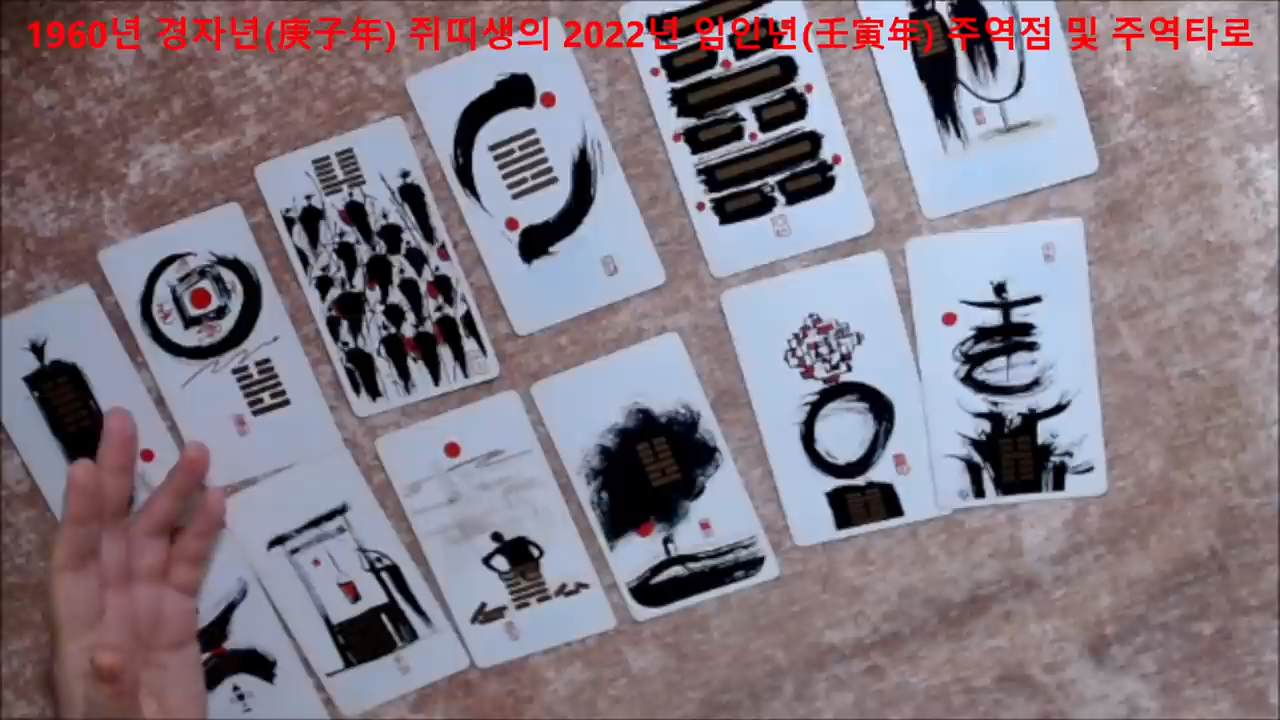 1960년 경자년(庚子年) 쥐띠생의 2022년 임인년(壬寅年) 주역점 및 주역타로